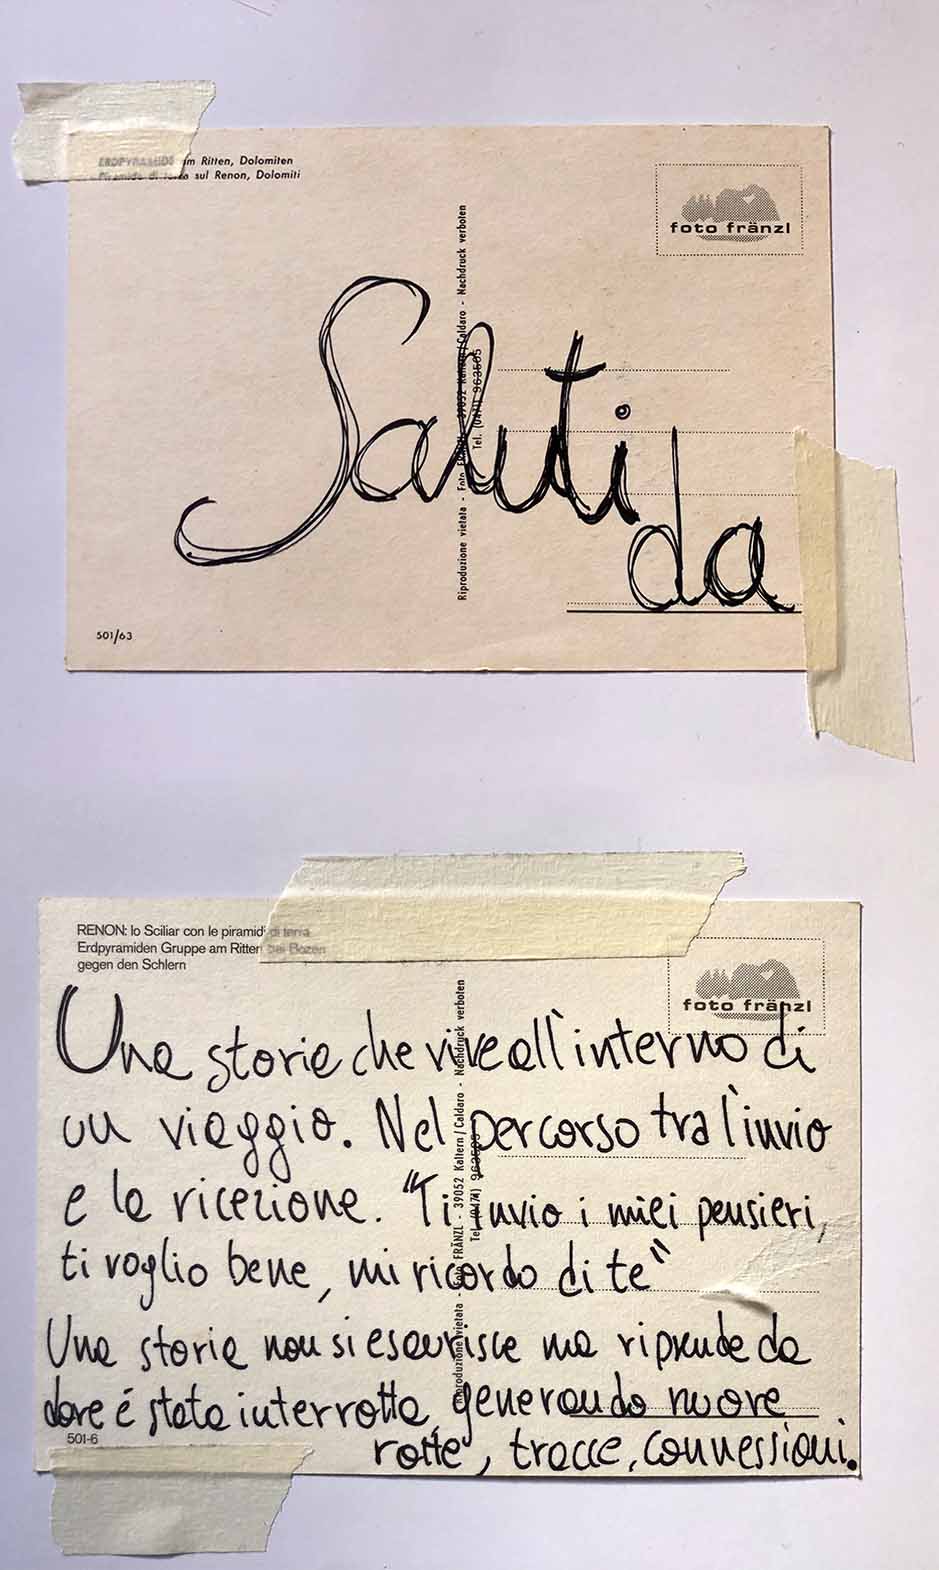 ERDPYRAMIDE am Ritten, Dolomiten
Piramide di terra sul Renon, Dolomiti
foto fränzl
Riproduzione vietata - Foto FRÄNZL - 39052 Kaltern/Caldaro - Nachdruck verboten
Tel. (0471) 963505
Saluti
da
501/63
RENON: lo Sciliar con le piramidi di terra
Erdpyramiden Gruppe am Ritten bei Bozen
gegen den Schlern
foto fränzl
Riproduzione vietata - Foto FRÄNZL - 39052 Kaltern/Caldaro - Nachdruck verboten
Tel. (0471) 963505
Una storia che vive all'interno di
un viaggio. Nel percorso tra l'invio
e la ricezione. "Ti invio i miei pensieri,
ti voglio bene, mi ricordo di te"
Una storia non si esaurisce ma riprende da
dove é stata interrotta, generando nuove
rotte, tracce, connessioni.
501-6